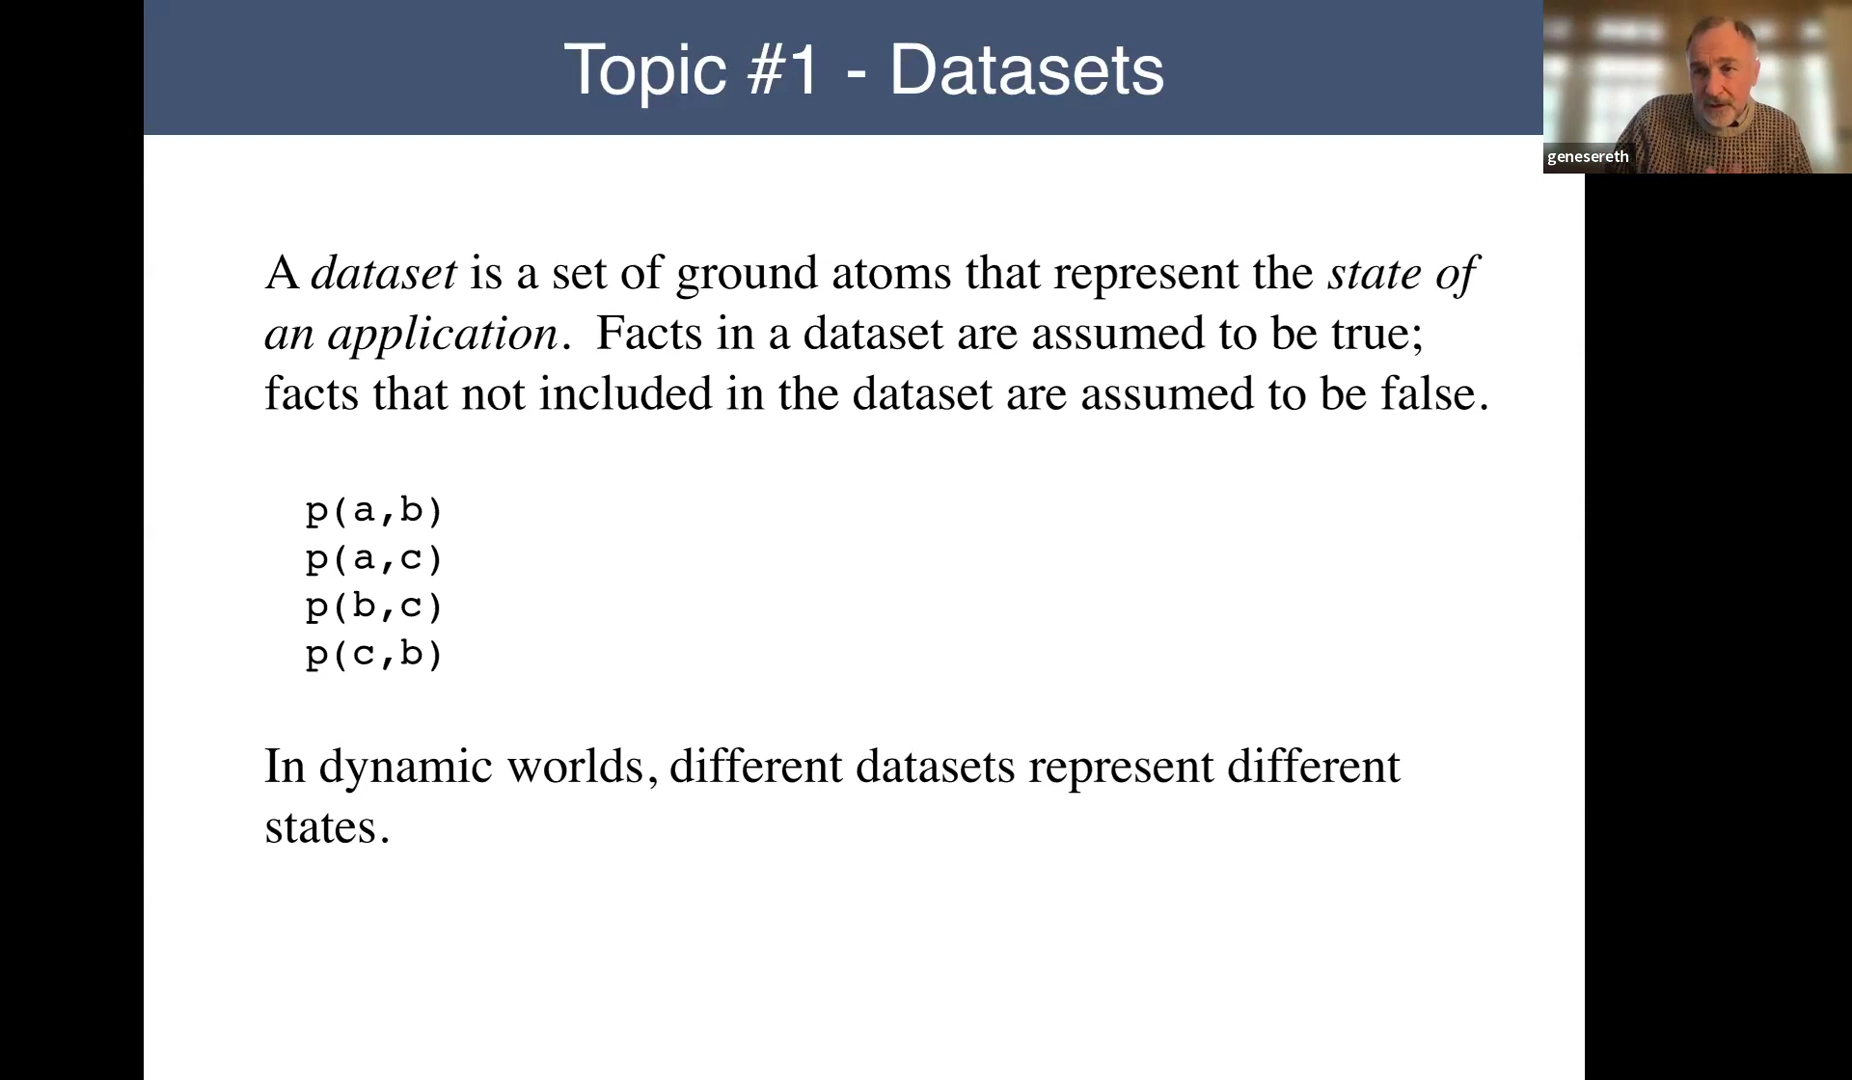 Topic #1 - Datasets
genesereth
A dataset is a set of ground atoms that represent the state of
an application. Facts in a dataset are assumed to be true;
facts that not included in the dataset are assumed to be false.
p(a,b)
p(a,c)
p(b,c)
p(c,b)
In dynamic worlds, different datasets represent different
states.